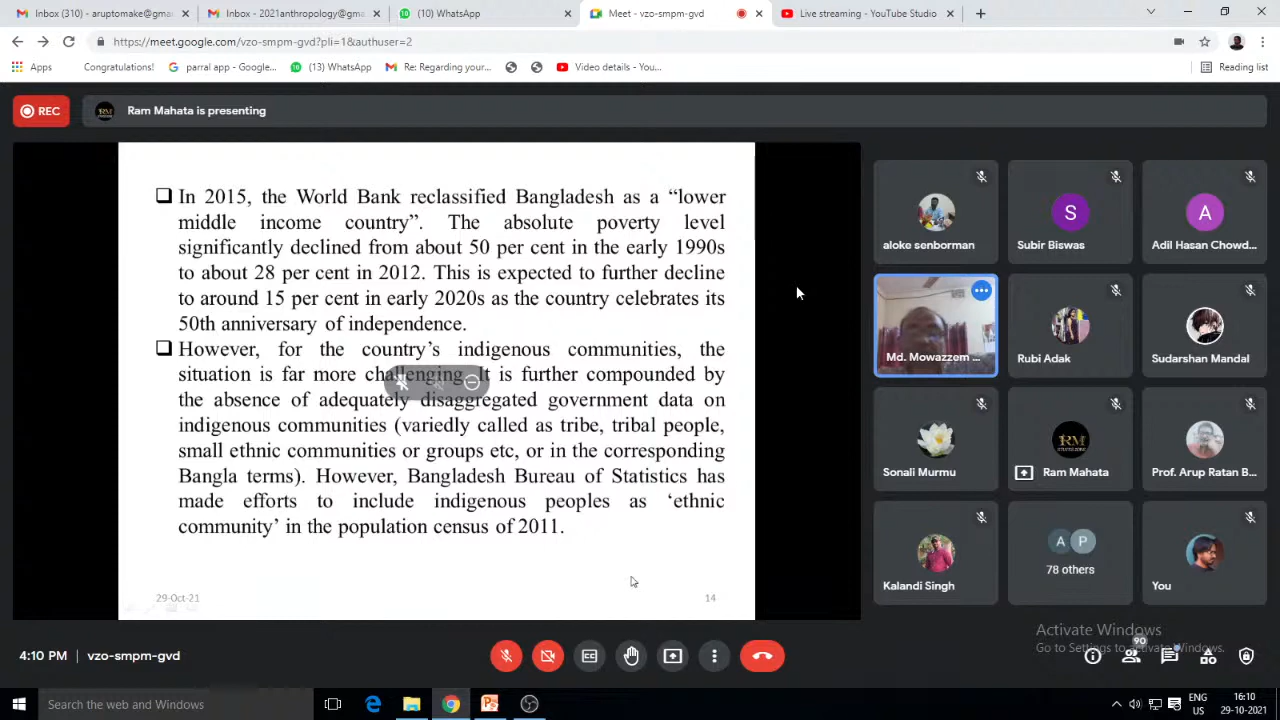 Inbox (310) - aruptomake@gma
Inbox - 2021anthropology@gma
(10) WhatsApp
Meet - vzo-smpm-gvd
Live streaming - YouTube Studio
https://meet.google.com/vzo-smpm-gvd?pli=1&authuser=2
Apps
Congratulations!
parral app - Google...
(13) WhatsApp
Re: Regarding your...
Video details - You...
Reading list
REC
RM
Ram Mahata is presenting
In 2015, the World Bank reclassified Bangladesh as a “lower
middle income country”. The absolute poverty level
significantly declined from about 50 per cent in the early 1990s
to about 28 per cent in 2012. This is expected to further decline
to around 15 per cent in early 2020s as the country celebrates its
50th anniversary of independence.
However, for the country’s indigenous communities, the
situation is far more challenging. It is further compounded by
the absence of adequately disaggregated government data on
indigenous communities (variedly called as tribe, tribal people,
small ethnic communities or groups etc, or in the corresponding
Bangla terms). However, Bangladesh Bureau of Statistics has
made efforts to include indigenous peoples as ‘ethnic
community’ in the population census of 2011.
29-Oct-21
14
aloke senborman
S
Subir Biswas
A
Adil Hasan Chowd...
Md. Mowazzem ...
Rubi Adak
Sudarshan Mandal
Sonali Murmu
RM
Ram Mahata
Prof. Arup Ratan B...
Kalandi Singh
A P
78 others
You
Activate Windows
Go to Settings to activate Windows.
4:10 PM | vzo-smpm-gvd
90
Search the web and Windows
ENG
US
16:10
29-10-2021